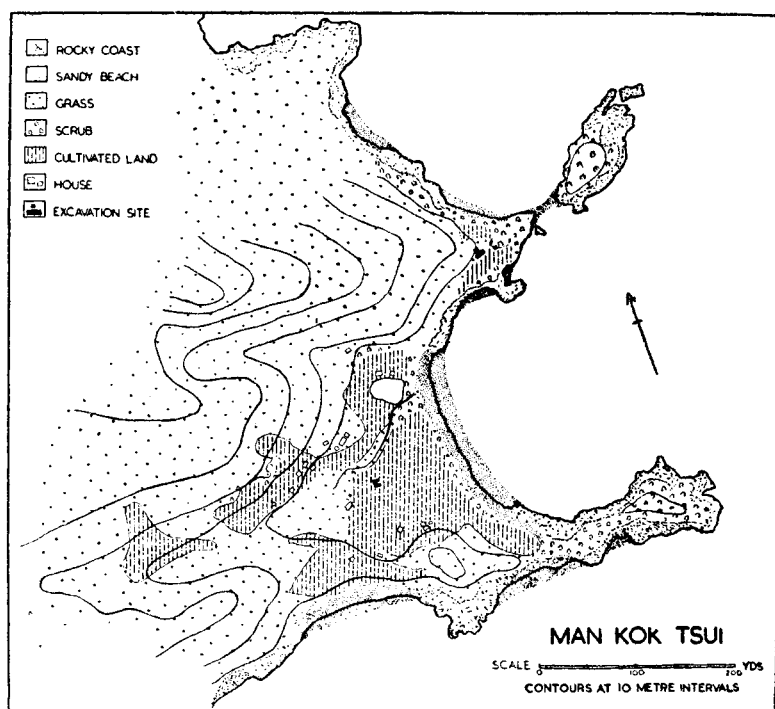 ROCKY COAST
SANDY BEACH
GRASS
SCRUB
CULTIVATED LAND
HOUSE
EXCAVATION SITE
MAN KOK TSUI
SCALE 0 100 200 YDS
CONTOURS AT 10 METRE INTERVALS